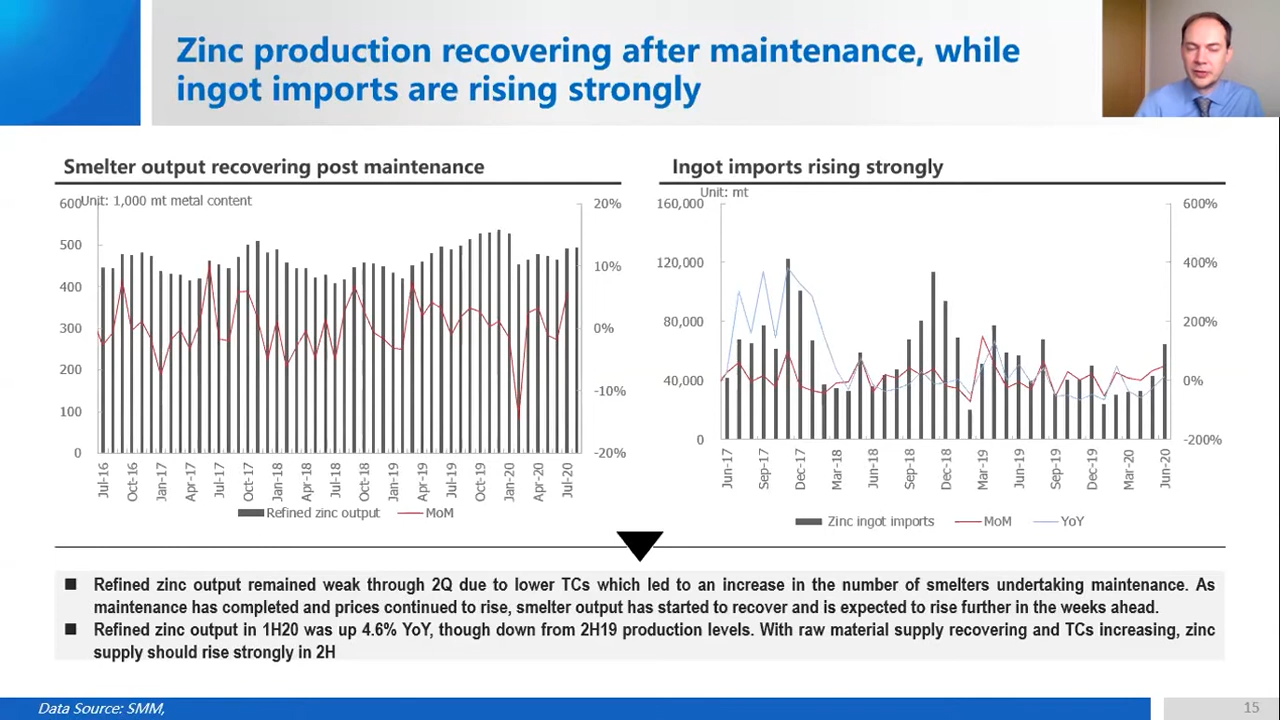 Zinc production recovering after maintenance, while
ingot imports are rising strongly
Smelter output recovering post maintenance
Unit: 1,000 mt metal content
600
500
400
300
200
100
0
20%
10%
0%
-10%
-20%
Jul-16
Oct-16
Jan-17
Apr-17
Jul-17
Oct-17
Jan-18
Apr-18
Jul-18
Oct-18
Jan-19
Apr-19
Jul-19
Oct-19
Jan-20
Apr-20
Jul-20
Refined zinc output
MoM
Ingot imports rising strongly
Unit: mt
160,000
120,000
80,000
40,000
0
600%
400%
200%
0%
-200%
Jun-17
Sep-17
Dec-17
Mar-18
Jun-18
Sep-18
Dec-18
Mar-19
Jun-19
Sep-19
Dec-19
Mar-20
Jun-20
Zinc ingot imports
MoM
YoY
■ Refined zinc output remained weak through 2Q due to lower TCs which led to an increase in the number of smelters undertaking maintenance. As
maintenance has completed and prices continued to rise, smelter output has started to recover and is expected to rise further in the weeks ahead.
■ Refined zinc output in 1H20 was up 4.6% YoY, though down from 2H19 production levels. With raw material supply recovering and TCs increasing, zinc
supply should rise strongly in 2H
Data Source: SMM,
15